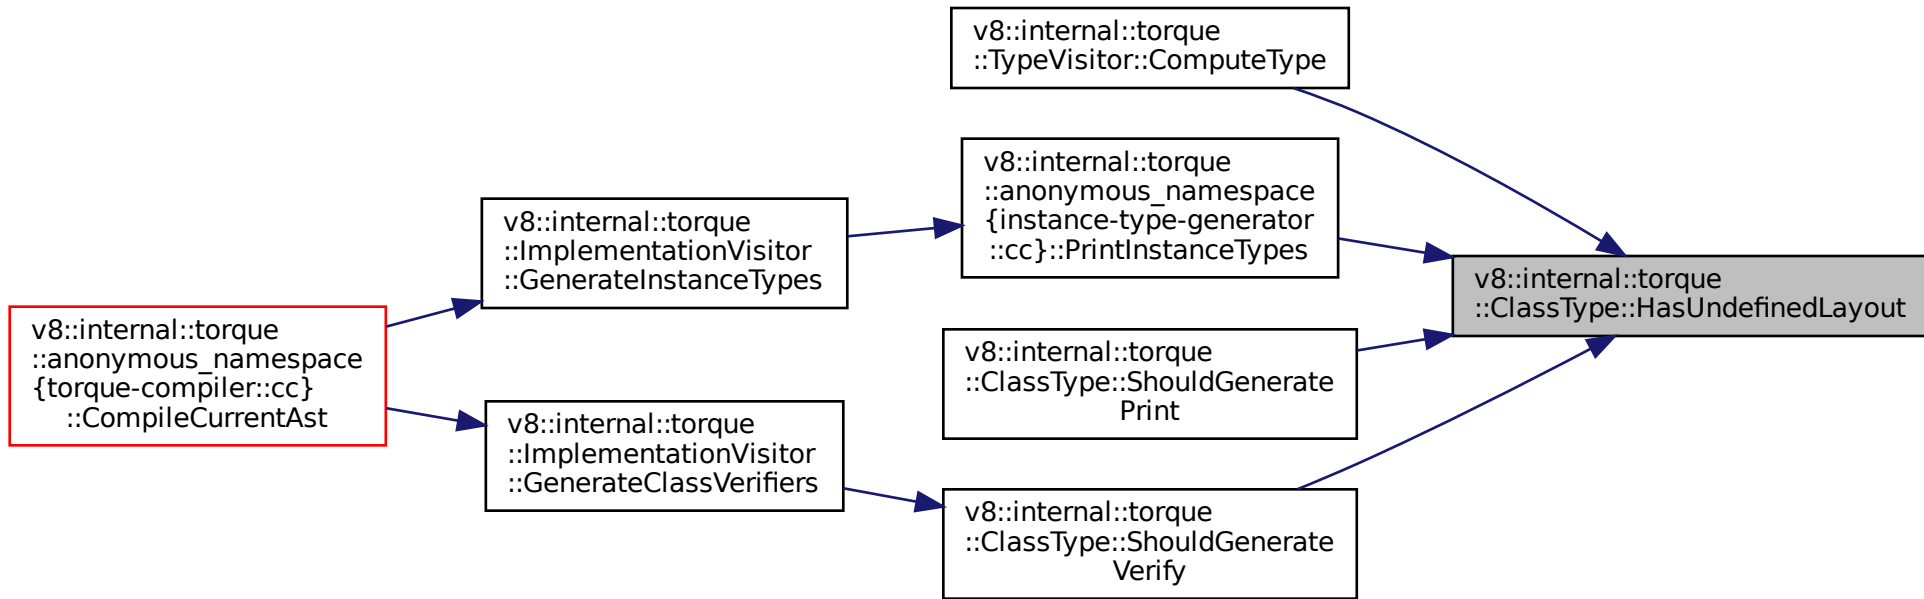 v8::internal::torque
::TypeVisitor::ComputeType
v8::internal::torque
::anonymous_namespace
{instance-type-generator
::cc}::PrintInstanceTypes
v8::internal::torque
::ImplementationVisitor
::GenerateInstanceTypes
v8::internal::torque
::ClassType::HasUndefinedLayout
v8::internal::torque
::anonymous_namespace
{torque-compiler::cc}
::CompileCurrentAst
v8::internal::torque
::ClassType::ShouldGenerate
Print
v8::internal::torque
::ImplementationVisitor
::GenerateClassVerifiers
v8::internal::torque
::ClassType::ShouldGenerate
Verify